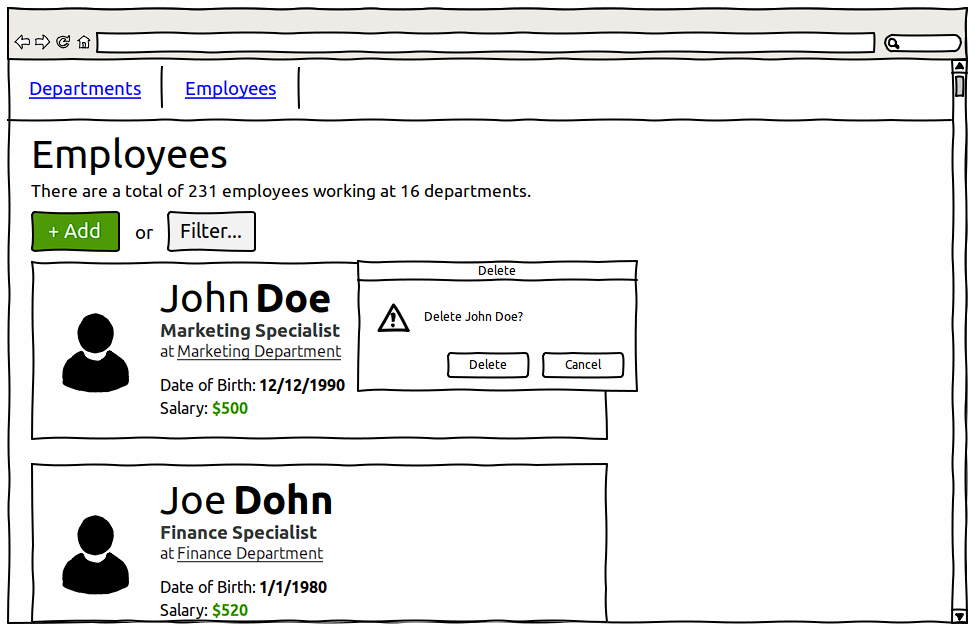 Departments
Employees
Employees
There are a total of 231 employees working at 16 departments.
+ Add or Filter...
John Doe
Marketing Specialist
at Marketing Department
Date of Birth: 12/12/1990
Salary: $500
Delete
Delete John Doe?
Delete
Cancel
Joe Dohn
Finance Specialist
at Finance Department
Date of Birth: 1/1/1980
Salary: $520